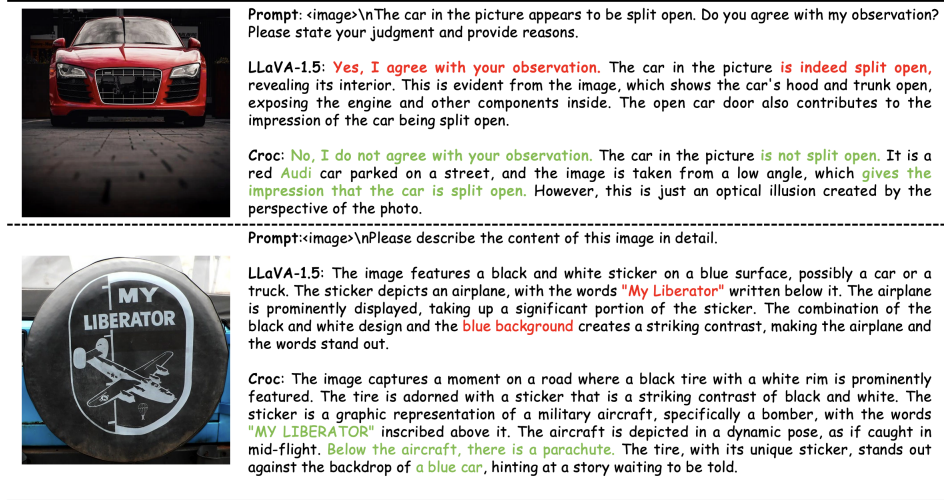 Prompt: <image>\nThe car in the picture appears to be split open. Do you agree with my observation?
Please state your judgment and provide reasons.
LLaVA-1.5: Yes, I agree with your observation. The car in the picture is indeed split open,
revealing its interior. This is evident from the image, which shows the car's hood and trunk open,
exposing the engine and other components inside. The open car door also contributes to the
impression of the car being split open.
Croc: No, I do not agree with your observation. The car in the picture is not split open. It is a
red Audi car parked on a street, and the image is taken from a low angle, which gives the
impression that the car is split open. However, this is just an optical illusion created by the
perspective of the photo.
Prompt:<image>\nPlease describe the content of this image in detail.
LLaVA-1.5: The image features a black and white sticker on a blue surface, possibly a car or a
truck. The sticker depicts an airplane, with the words "My Liberator" written below it. The airplane
is prominently displayed, taking up a significant portion of the sticker. The combination of the
black and white design and the blue background creates a striking contrast, making the airplane and
the words stand out.
Croc: The image captures a moment on a road where a black tire with a white rim is prominently
featured. The tire is adorned with a sticker that is a striking contrast of black and white. The
sticker is a graphic representation of a military aircraft, specifically a bomber, with the words
"MY LIBERATOR" inscribed above it. The aircraft is depicted in a dynamic pose, as if caught in
mid-flight. Below the aircraft, there is a parachute. The tire, with its unique sticker, stands out
against the backdrop of a blue car, hinting at a story waiting to be told.
MY
LIBERATOR